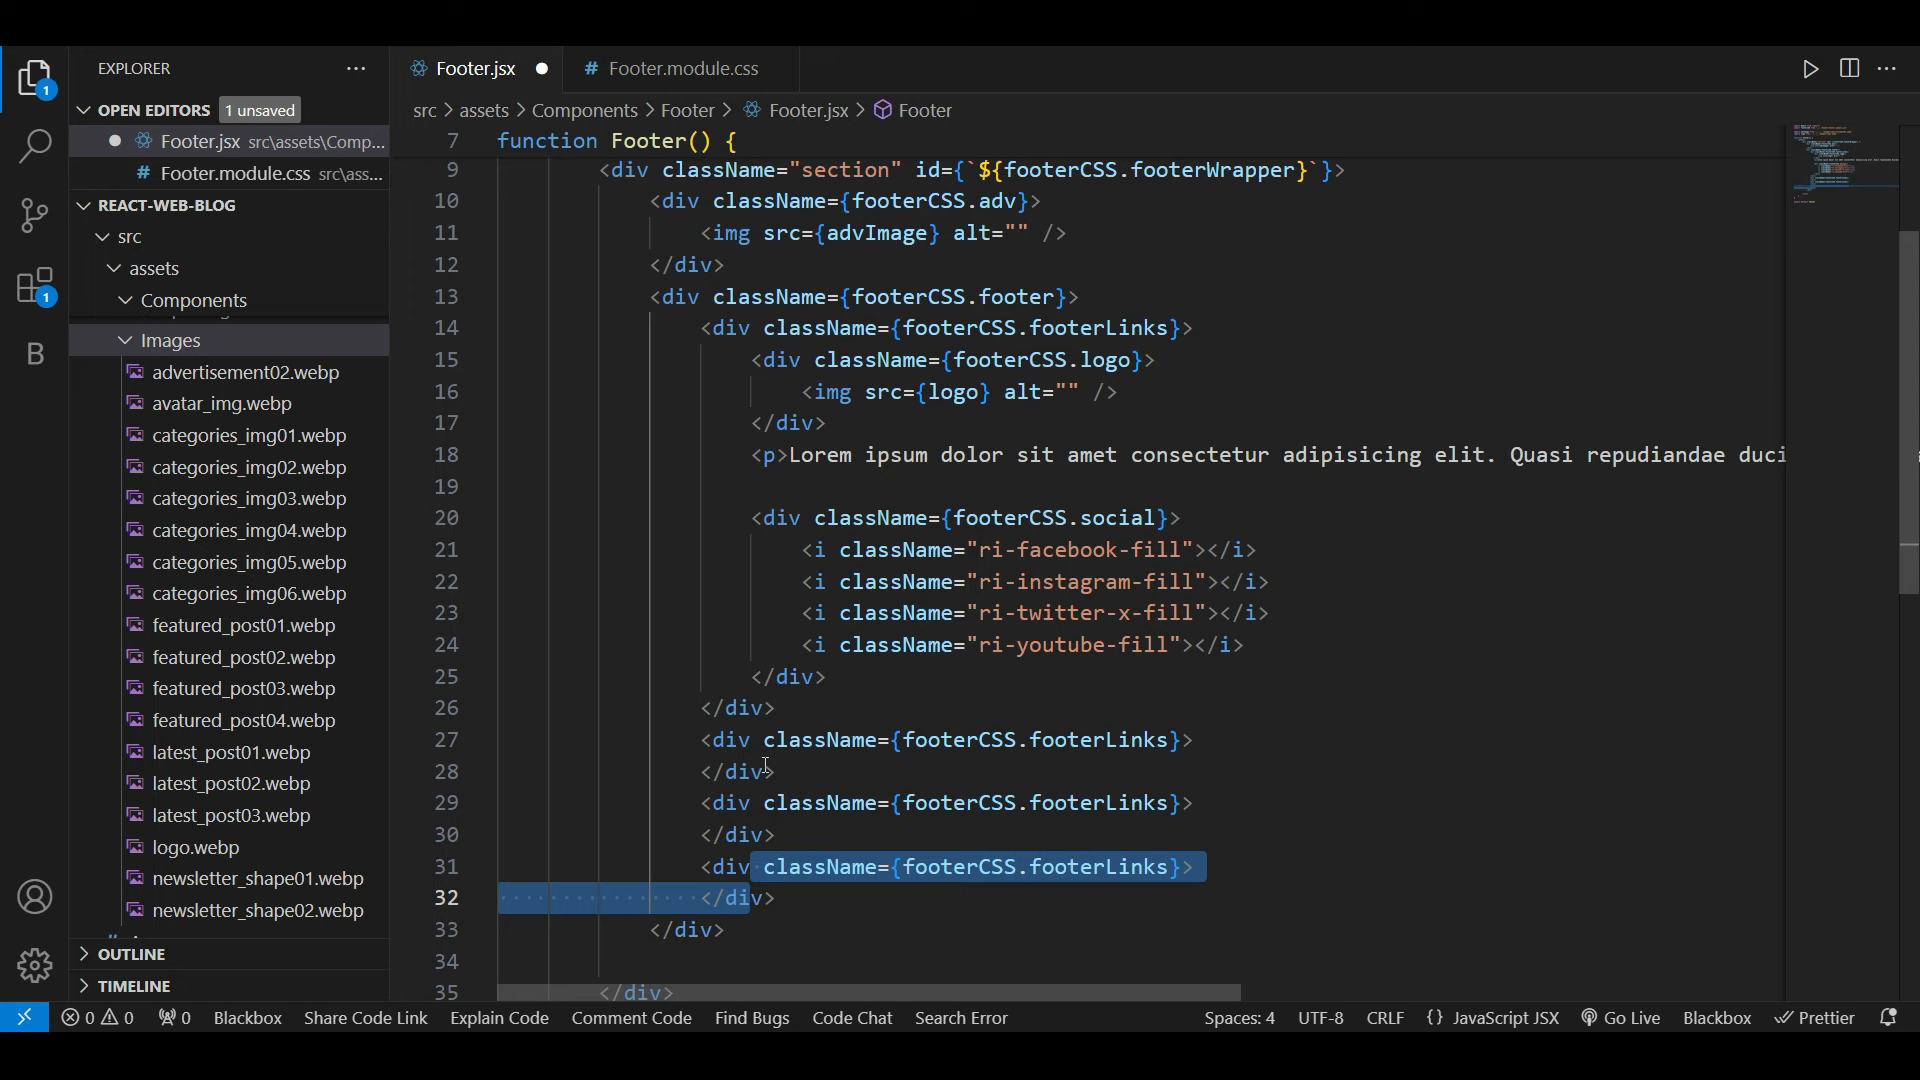 EXPLORER
OPEN EDITORS 1 unsaved
Footer.jsx src\assets\Comp...
Footer.module.css src\ass...
REACT-WEB-BLOG
src
assets
Components
Images
advertisement02.webp
avatar_img.webp
categories_img01.webp
categories_img02.webp
categories_img03.webp
categories_img04.webp
categories_img05.webp
categories_img06.webp
featured_post01.webp
featured_post02.webp
featured_post03.webp
featured_post04.webp
latest_post01.webp
latest_post02.webp
latest_post03.webp
logo.webp
newsletter_shape01.webp
newsletter_shape02.webp
OUTLINE
TIMELINE
1
1
B
Footer.jsx # Footer.module.css
src > assets > Components > Footer > Footer.jsx > Footer
7 function Footer() {
9 <div className="section" id={`${footerCSS.footerWrapper}`}>
10 <div className={footerCSS.adv}>
11 <img src={advImage} alt="" />
12 </div>
13 <div className={footerCSS.footer}>
14 <div className={footerCSS.footerLinks}>
15 <div className={footerCSS.logo}>
16 <img src={logo} alt="" />
17 </div>
18 <p>Lorem ipsum dolor sit amet consectetur adipisicing elit. Quasi repudiandae duci
19
20 <div className={footerCSS.social}>
21 <i className="ri-facebook-fill"></i>
22 <i className="ri-instagram-fill"></i>
23 <i className="ri-twitter-x-fill"></i>
24 <i className="ri-youtube-fill"></i>
25 </div>
26 </div>
27 <div className={footerCSS.footerLinks}>
28 </div>
29 <div className={footerCSS.footerLinks}>
30 </div>
31 <div className={footerCSS.footerLinks}>
32 </div>
33 </div>
34
35 </div>
0 0 0 Blackbox Share Code Link Explain Code Comment Code Find Bugs Code Chat Search Error Spaces: 4 UTF-8 CRLF {} JavaScript JSX Go Live Blackbox Prettier